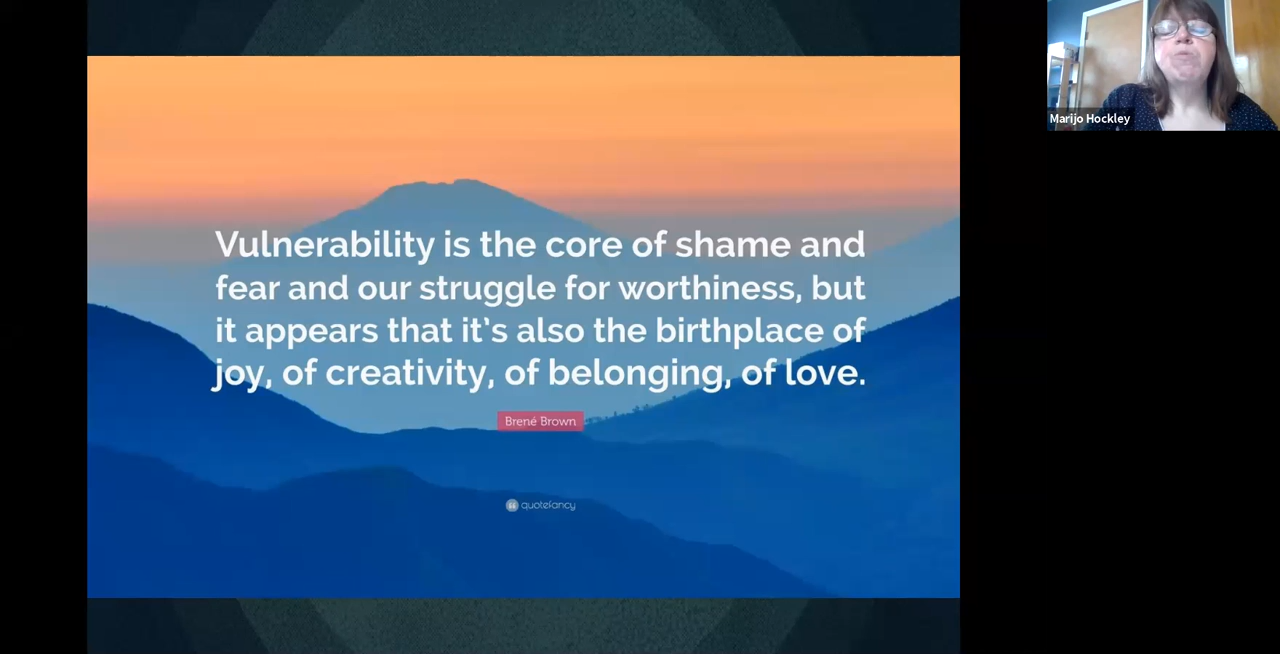 Vulnerability is the core of shame and
fear and our struggle for worthiness, but
it appears that it’s also the birthplace of
joy, of creativity, of belonging, of love.
Brené Brown
quotefancy
Marijo Hockley